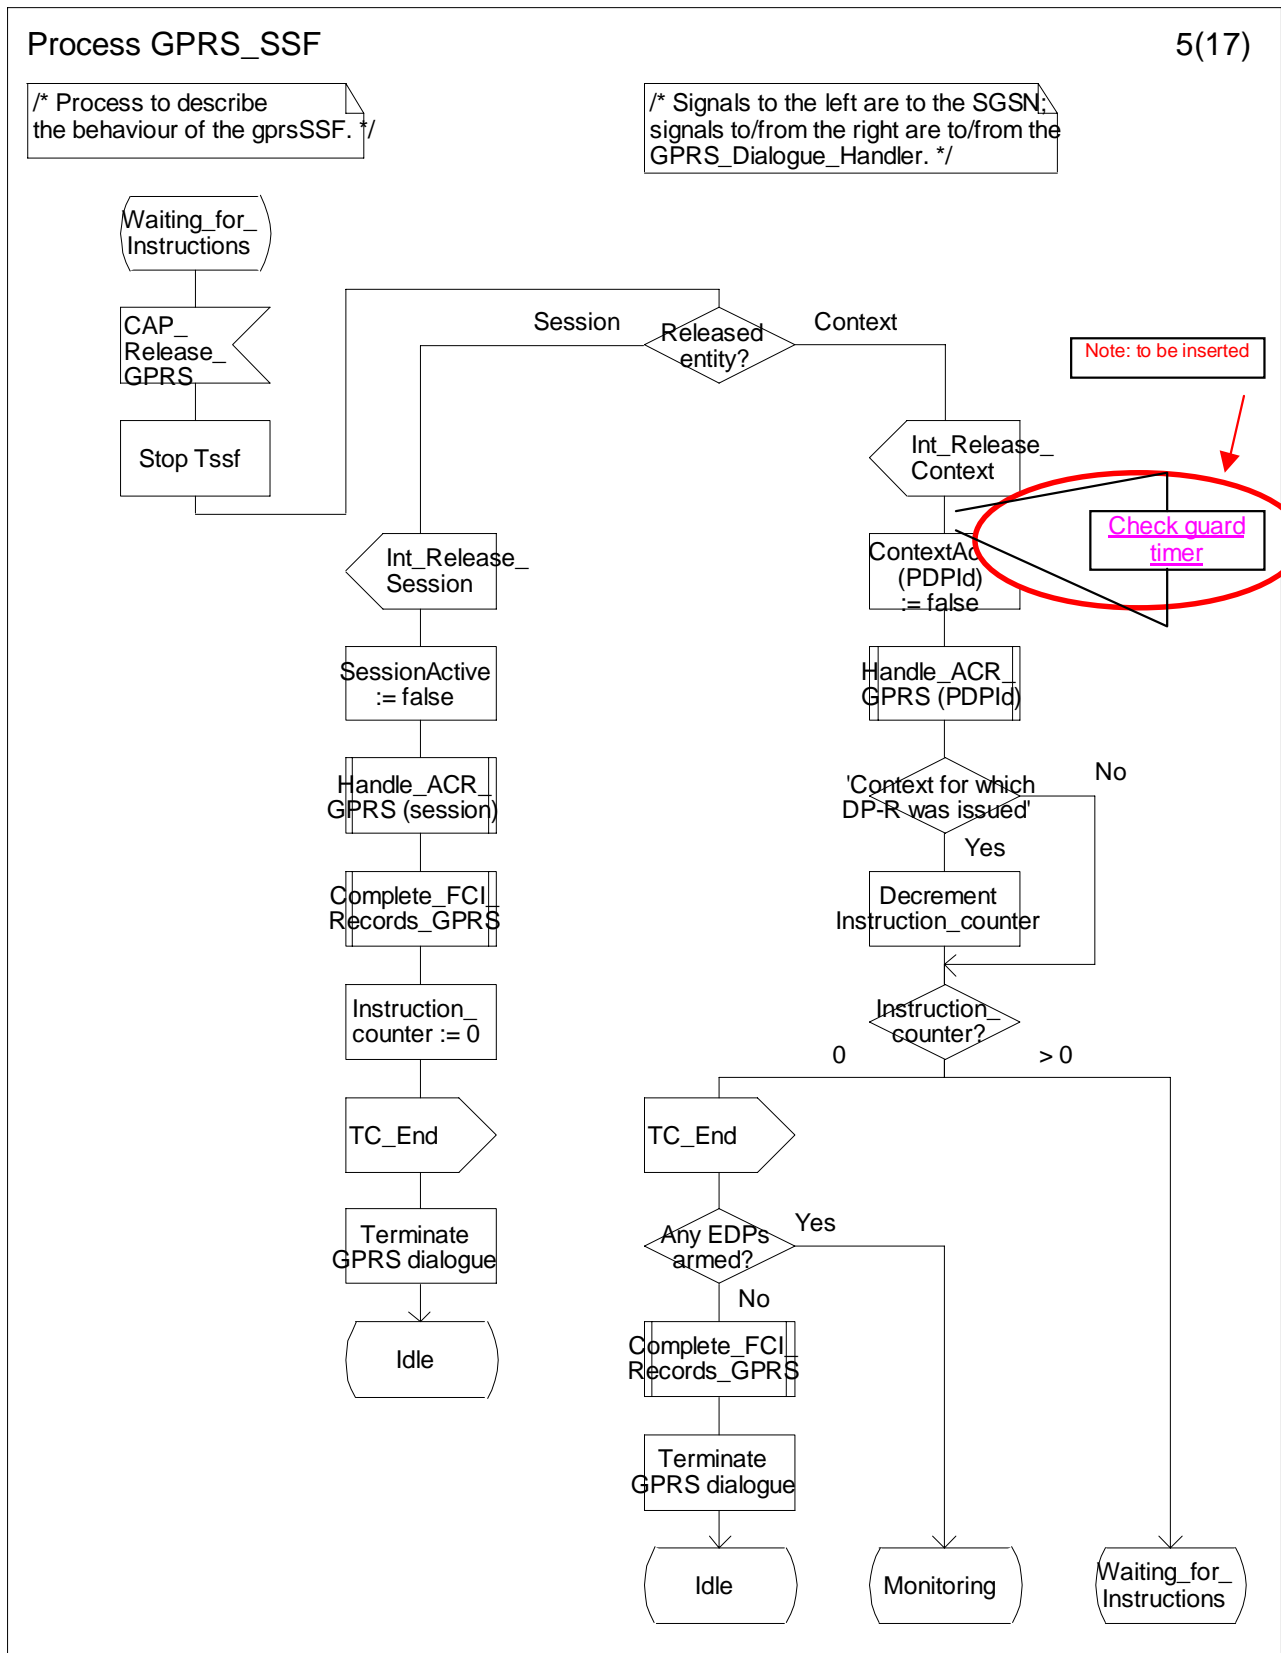 Process GPRS_SSF
5(17)
/* Process to describe
the behaviour of the gprsSSF. */
/* Signals to the left are to the SGSN;
signals to/from the right are to/from the
GPRS_Dialogue_Handler. */
Waiting_for_
Instructions
CAP_
Release_
GPRS
Stop Tssf
Session
Released
entity?
Context
Note: to be inserted
Int_Release_
Context
Check guard
timer
Int_Release_
Session
ContextAc
(PDPId)
:= false
SessionActive
:= false
Handle_ACR_
GPRS (PDPId)
Handle_ACR_
GPRS (session)
'Context for which
DP-R was issued'
No
Yes
Complete_FCI_
Records_GPRS
Decrement
Instruction_counter
Instruction_
counter := 0
Instruction_
counter?
0
> 0
TC_End
TC_End
Terminate
GPRS dialogue
Any EDPs
armed?
Yes
No
Idle
Complete_FCI_
Records_GPRS
Terminate
GPRS dialogue
Idle
Monitoring
Waiting_for_
Instructions